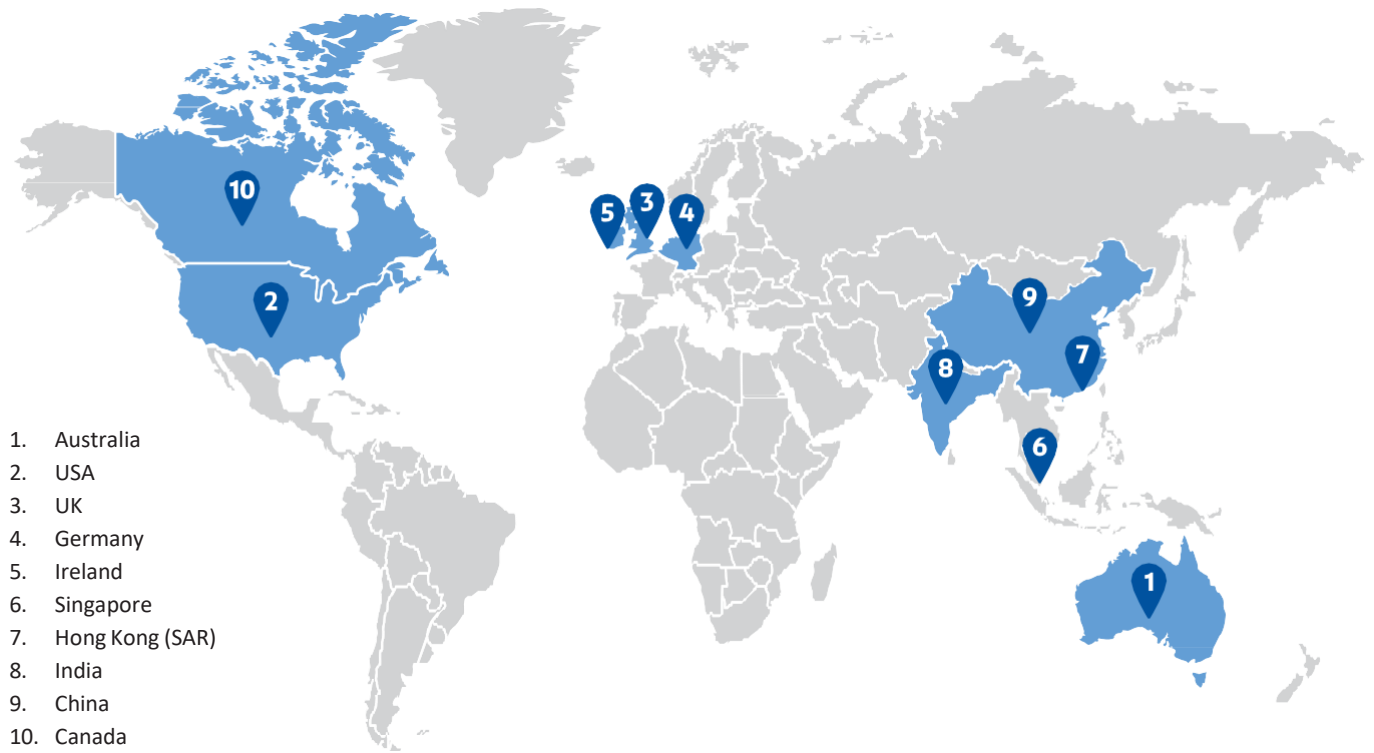 10
5
3
4
2
9
7
8
6
1
1. Australia
2. USA
3. UK
4. Germany
5. Ireland
6. Singapore
7. Hong Kong (SAR)
8. India
9. China
10. Canada